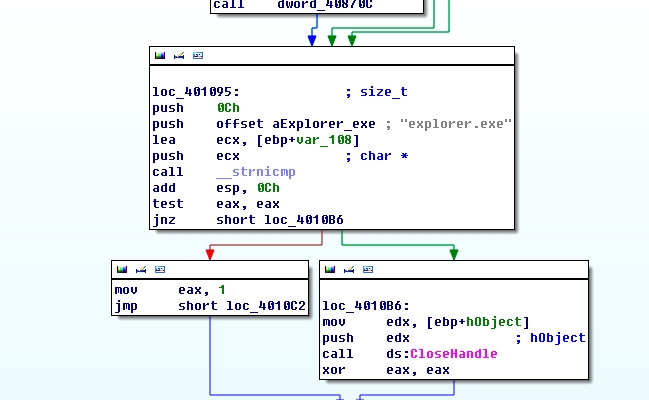 call dword_40870C
loc_401095: ; size_t
push 0Ch
push offset aExplorer_exe ; "explorer.exe"
lea ecx, [ebp+var_108]
push ecx ; char *
call __strnicmp
add esp, 0Ch
test eax, eax
jnz short loc_4010B6
mov eax, 1
jmp short loc_4010C2
loc_4010B6:
mov edx, [ebp+hObject]
push edx ; hObject
call ds:CloseHandle
xor eax, eax